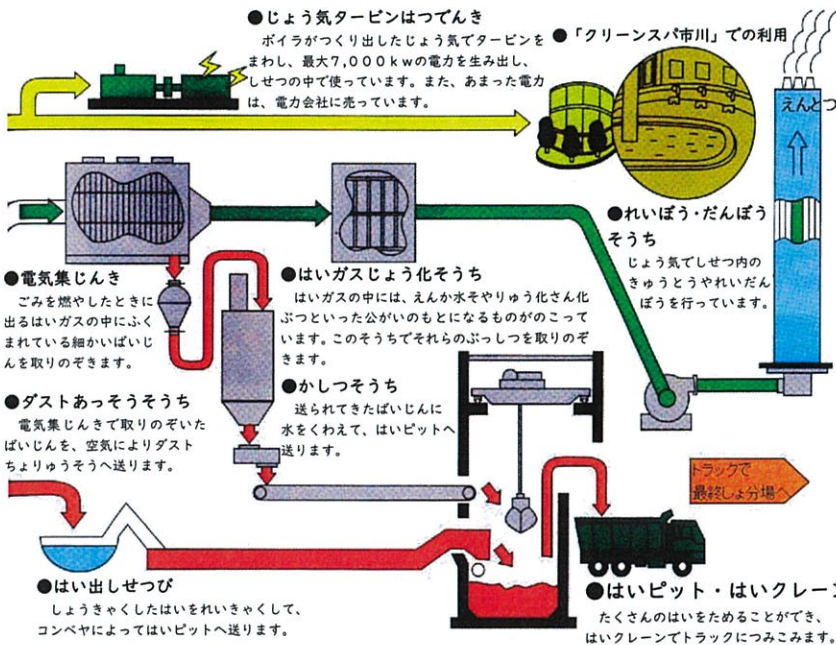 ●じょう気タービンはつでんき
ボイラがつくり出したじょう気でタービンを
まわし、最大7,000kwの電力を生み出し、
しせつの中で使っています。また、あまった電力
は、電力会社に売っています。
●「クリーンスパ市川」での利用
えんとつ
●れいぼう・だんぼう
そうち
じょう気でしせつ内の
きゅうとうやれいだん
ぼうを行っています。
●電気集じんき
ごみを燃やしたときに
出るはいガスの中にふく
まれている細かいばいじ
んを取りのぞきます。
●はいガスじょう化そうち
はいガスの中には、えんか水そやりゅう化さん化
ぶつといった公がいのもとになるものがのこって
います。このそうちでそれらのぶっしつを取りのぞ
きます。
●ダストあっそうそうち
電気集じんきで取りのぞいた
ばいじんを、空気によりダスト
ちょりゅうそうへ送ります。
●かしつそうち
送られてきたばいじんに
水をくわえて、はいピットへ
送ります。
トラックで
最終しょ分場へ
●はい出しせつび
しょうきゃくしたはいをれいきゃくして、
コンベヤによってはいピットへ送ります。
●はいピット・はいクレーン
たくさんのはいをためることができ、
はいクレーンでトラックにつみこみます。